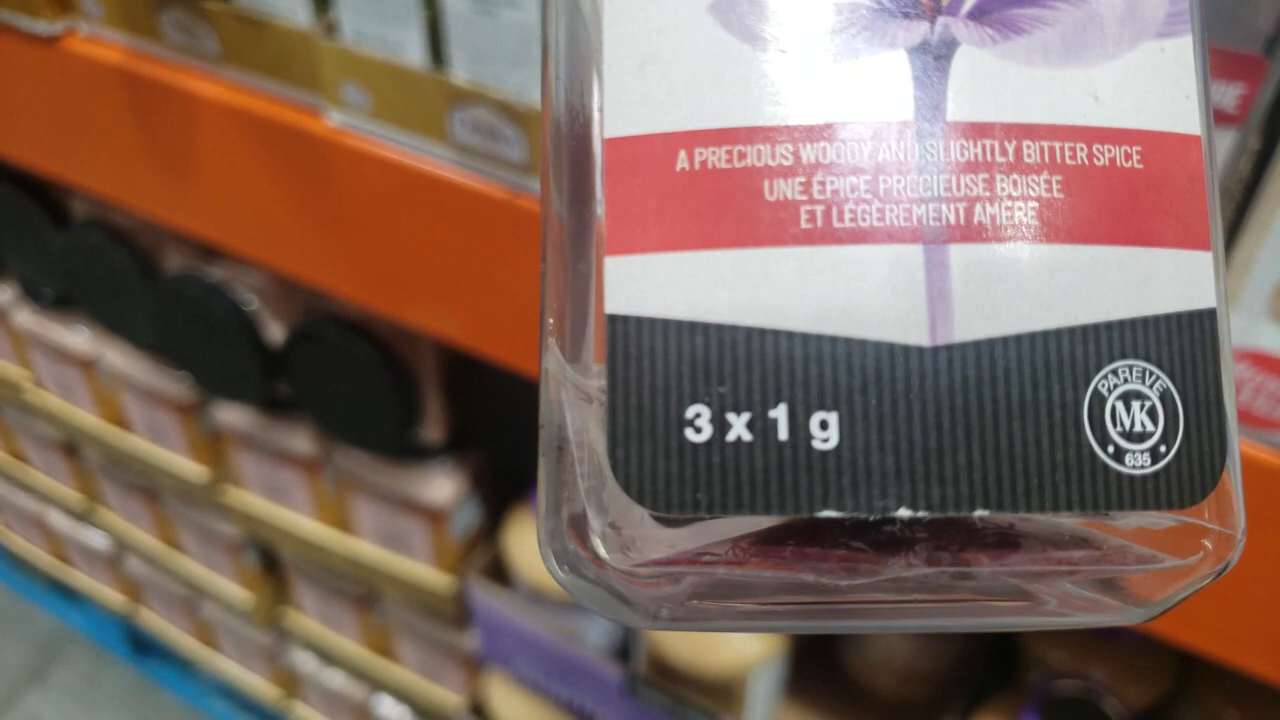 A PRECIOUS WOODY AND SLIGHTLY BITTER SPICE
UNE ÉPICE PRÉCIEUSE BOISÉE
ET LÉGÈREMENT AMÈRE
3 x 1 g
PAREVE
MK
635